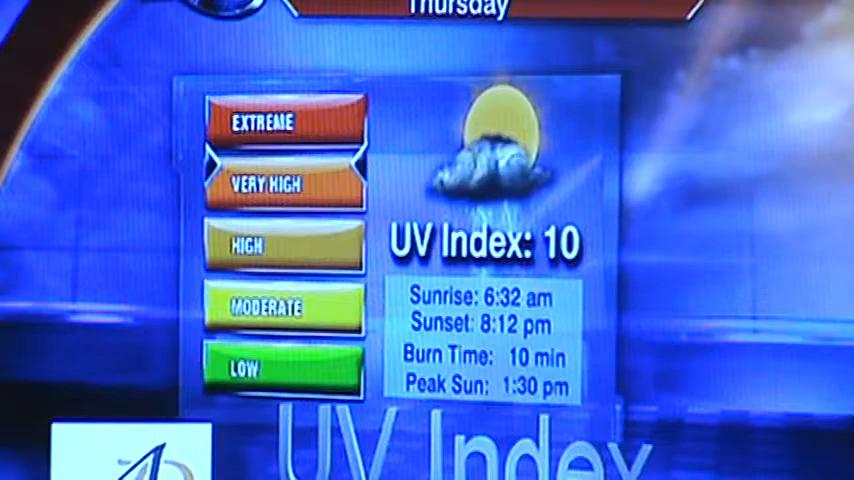 Thursday
EXTREME
VERY HIGH
HIGH
MODERATE
LOW
UV Index: 10
Sunrise: 6:32 am
Sunset: 8:12 pm
Burn Time: 10 min
Peak Sun: 1:30 pm
UV Index